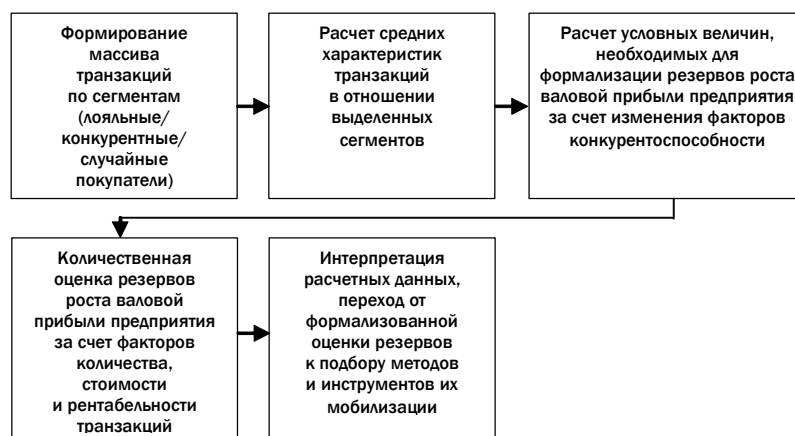 Формирование
массива
транзакций
по сегментам
(лояльные/
конкурентные/
случайные
покупатели)
Расчет средних
характеристик
транзакций
в отношении
выделенных
сегментов
Расчет условных величин,
необходимых для
формализации резервов роста
валовой прибыли предприятия
за счет изменения факторов
конкурентоспособности
Количественная
оценка резервов
роста валовой
прибыли предприятия
за счет факторов
количества,
стоимости
и рентабельности
транзакций
Интерпретация
расчетных данных,
переход от
формализованной
оценки резервов
к подбору методов
и инструментов их
мобилизации